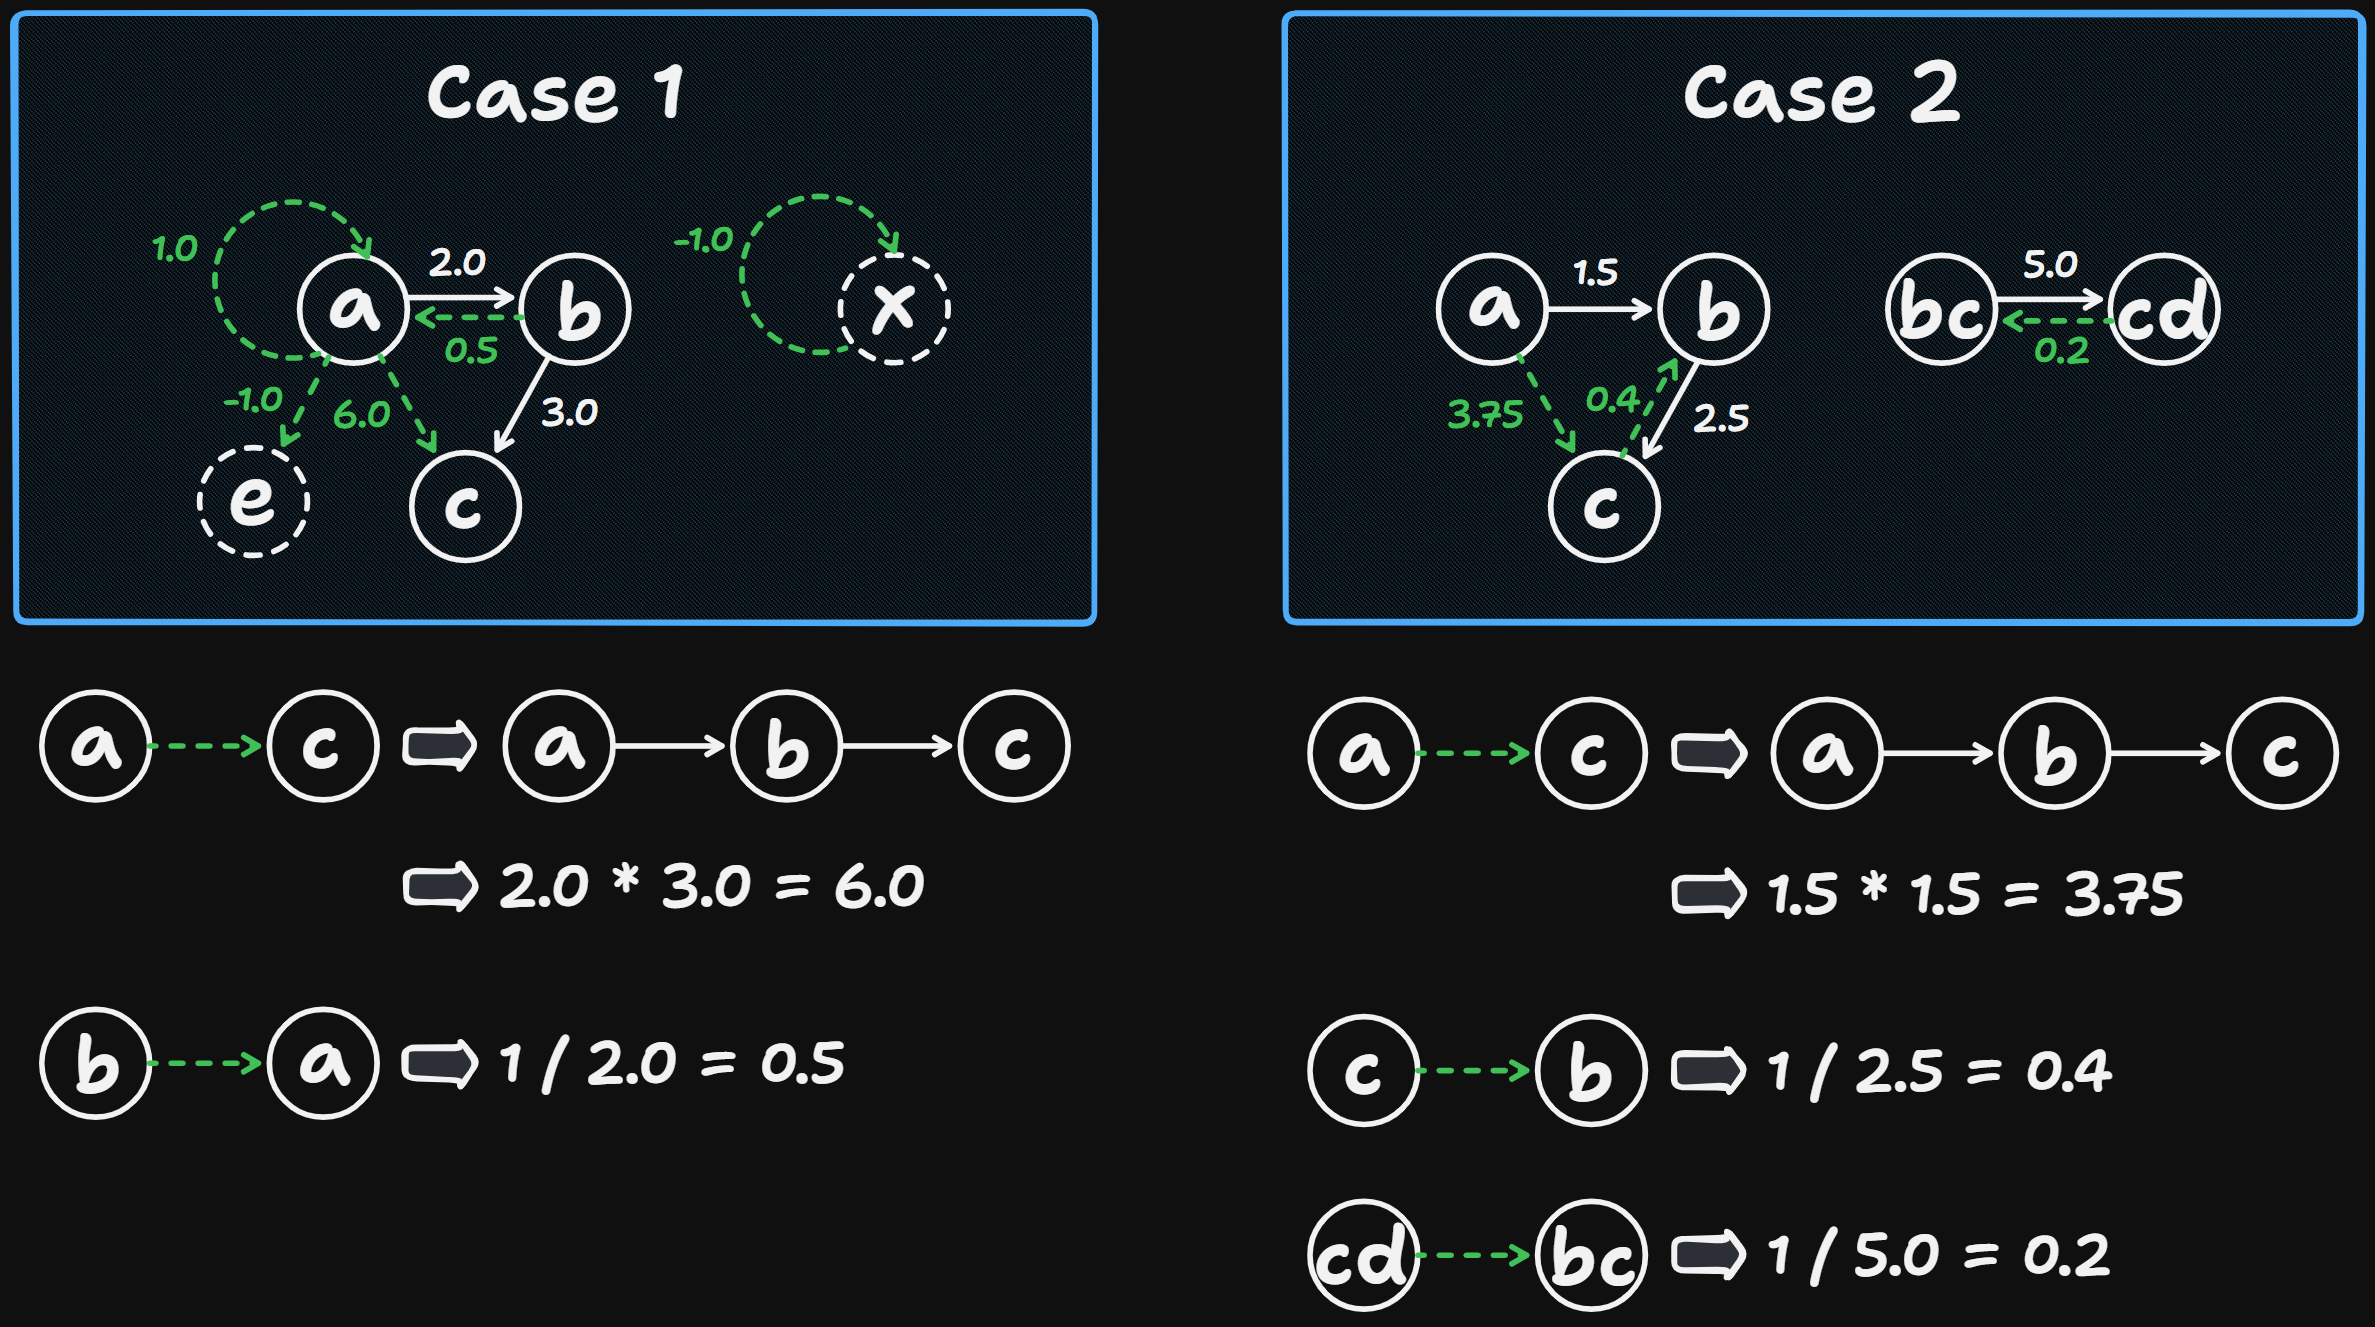 Case 1
1.0
2.0
-1.0
a
b
x
0.5
-1.0
6.0
3.0
e
c
a c a b c
2.0 * 3.0 = 6.0
b a 1 / 2.0 = 0.5
Case 2
1.5
5.0
a
b
bc
cd
0.2
3.75
0.4
2.5
c
a c a b c
1.5 * 1.5 = 3.75
c b 1 / 2.5 = 0.4
cd bc 1 / 5.0 = 0.2